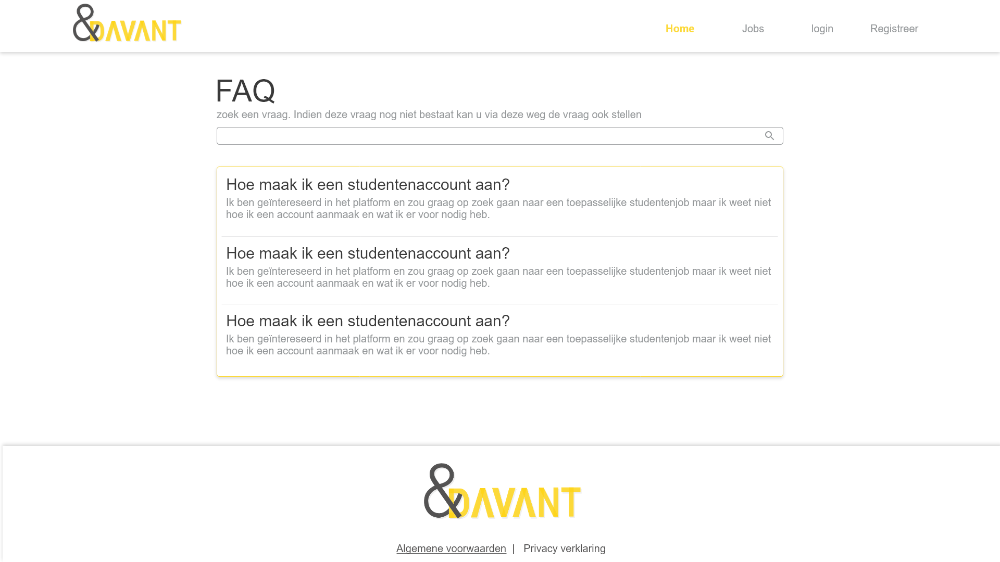 &DAVANT
Home Jobs login Registreer
FAQ
zoek een vraag. Indien deze vraag nog niet bestaat kan u via deze weg de vraag ook stellen
Hoe maak ik een studentenaccount aan?
Ik ben geïntereseerd in het platform en zou graag op zoek gaan naar een toepasselijke studentenjob maar ik weet niet
hoe ik een account aanmaak en wat ik er voor nodig heb.
Hoe maak ik een studentenaccount aan?
Ik ben geïntereseerd in het platform en zou graag op zoek gaan naar een toepasselijke studentenjob maar ik weet niet
hoe ik een account aanmaak en wat ik er voor nodig heb.
Hoe maak ik een studentenaccount aan?
Ik ben geïntereseerd in het platform en zou graag op zoek gaan naar een toepasselijke studentenjob maar ik weet niet
hoe ik een account aanmaak en wat ik er voor nodig heb.
&DAVANT
Algemene voorwaarden | Privacy verklaring